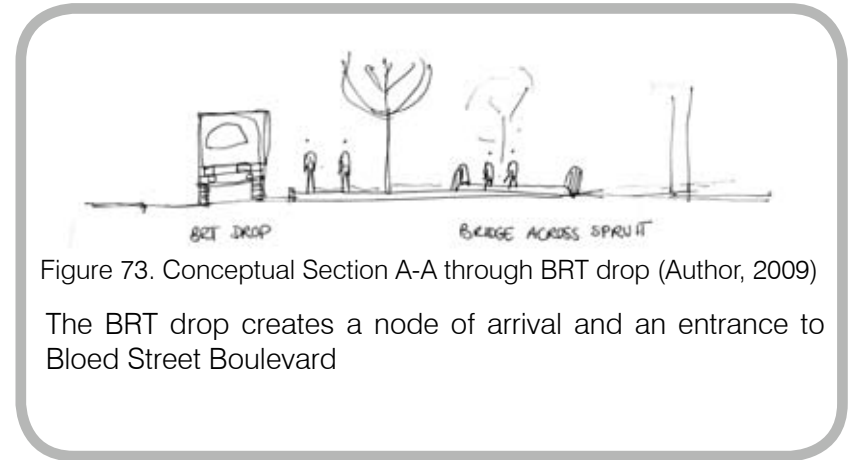 BRT DROP
BRIDGE ACROSS SPRUIT
Figure 73. Conceptual Section A-A through BRT drop (Author, 2009)
The BRT drop creates a node of arrival and an entrance to
Bloed Street Boulevard